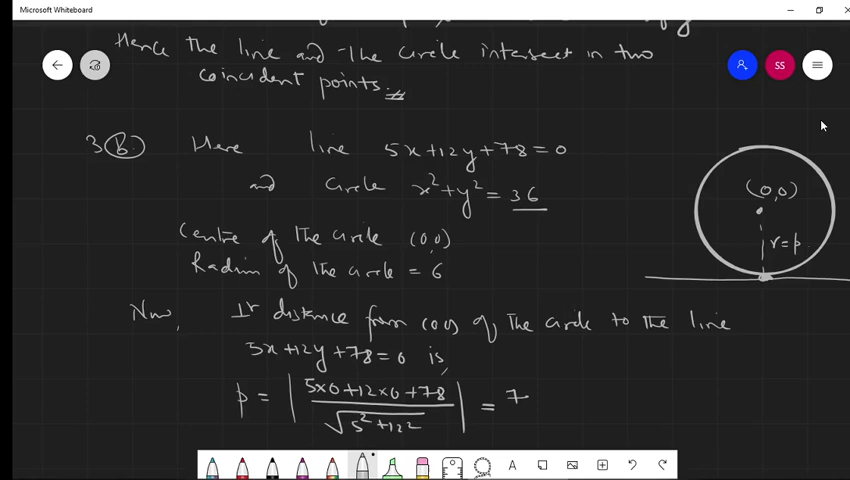 Microsoft Whiteboard
Hence the line and the circle intersect in two
coincident points.
SS
3 (B) Here line 5x+12y+78=0
and circle x²+y² = 36
(0,0)
Centre of the circle (0,0)
r=p
Radius of the circle = 6
Now, ⊥r distance from (0,0) of the circle to the line
5x+12y+78=0 is,
p = | (5×0+12×0+78) / √(5²+12²) | = 7
A